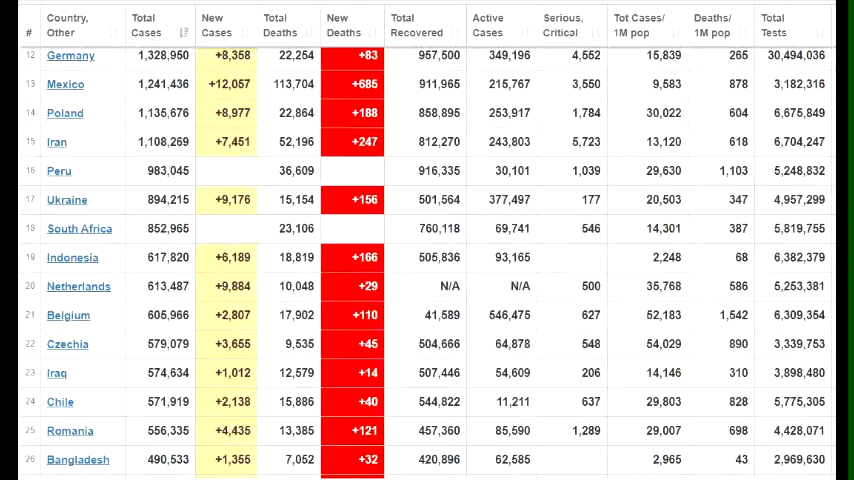 # Country, Other Total Cases New Cases Total Deaths New Deaths Total Recovered Active Cases Serious, Critical Tot Cases/ 1M pop Deaths/ 1M pop Total Tests
12 Germany 1,328,950 +8,358 22,254 +83 957,500 349,196 4,552 15,839 265 30,494,036
13 Mexico 1,241,436 +12,057 113,704 +685 911,965 215,767 3,550 9,583 878 3,182,316
14 Poland 1,135,676 +8,977 22,864 +188 858,895 253,917 1,784 30,022 604 6,675,849
15 Iran 1,108,269 +7,451 52,196 +247 812,270 243,803 5,723 13,120 618 6,704,247
16 Peru 983,045 36,609 916,335 30,101 1,039 29,630 1,103 5,248,832
17 Ukraine 894,215 +9,176 15,154 +156 501,564 377,497 177 20,503 347 4,957,299
18 South Africa 852,965 23,106 760,118 69,741 546 14,301 387 5,819,755
19 Indonesia 617,820 +6,189 18,819 +166 505,836 93,165 2,248 68 6,382,379
20 Netherlands 613,487 +9,884 10,048 +29 N/A N/A 500 35,768 586 5,253,381
21 Belgium 605,966 +2,807 17,902 +110 41,589 546,475 627 52,183 1,542 6,309,354
22 Czechia 579,079 +3,655 9,535 +45 504,666 64,878 548 54,029 890 3,339,753
23 Iraq 574,634 +1,012 12,579 +14 507,446 54,609 206 14,146 310 3,898,480
24 Chile 571,919 +2,138 15,886 +40 544,822 11,211 637 29,803 828 5,775,305
25 Romania 556,335 +4,435 13,385 +121 457,360 85,590 1,289 29,007 698 4,428,071
26 Bangladesh 490,533 +1,355 7,052 +32 420,896 62,585 2,965 43 2,969,630